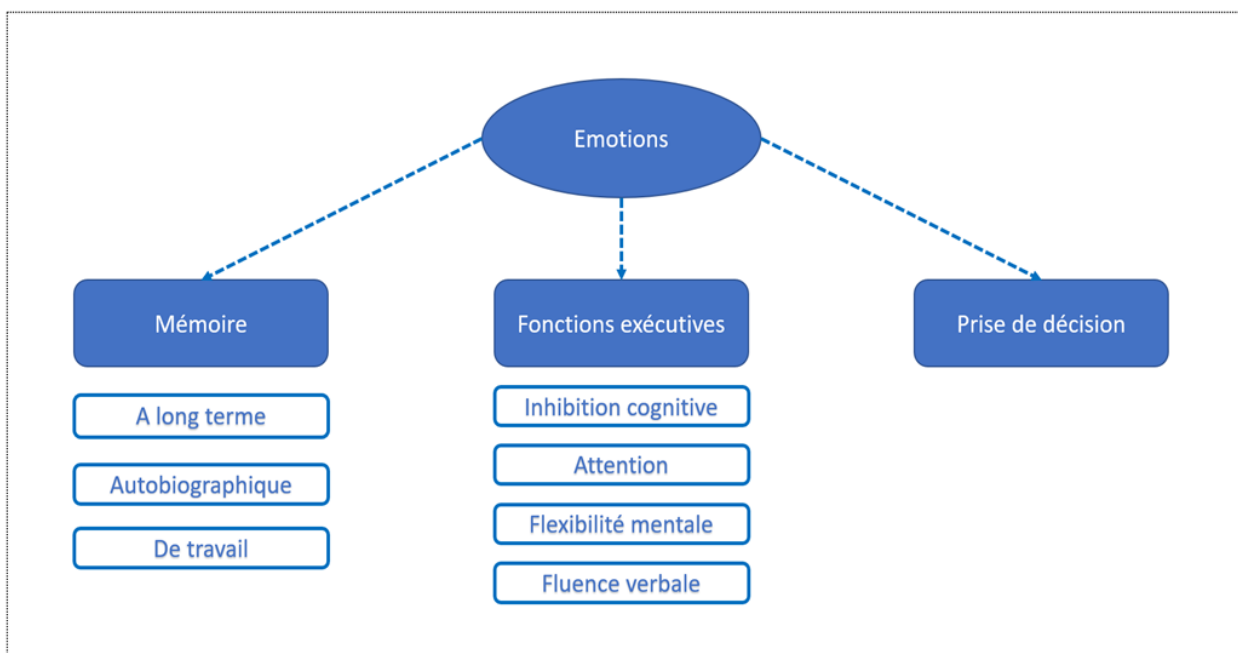 Emotions
Mémoire
Fonctions exécutives
Prise de décision
A long terme
Autobiographique
De travail
Inhibition cognitive
Attention
Flexibilité mentale
Fluence verbale